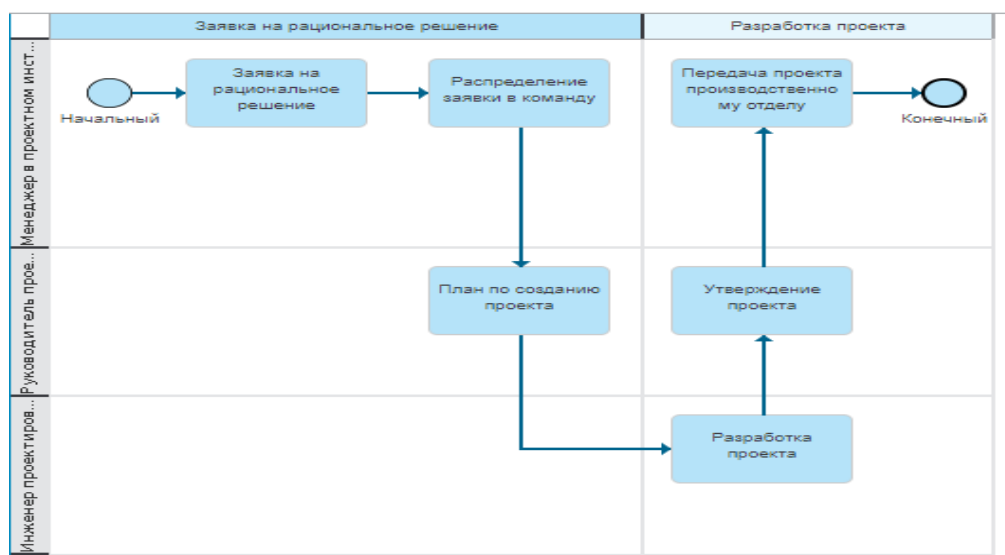 Заявка на рациональное решение
Разработка проекта
Менеджер в проектном инст...
Начальный
Заявка на
рациональное
решение
Распределение
заявки в команду
Передача проекта
производственно
му отделу
Конечный
Руководитель прое...
План по созданию
проекта
Утверждение
проекта
Инженер проектиров...
Разработка
проекта